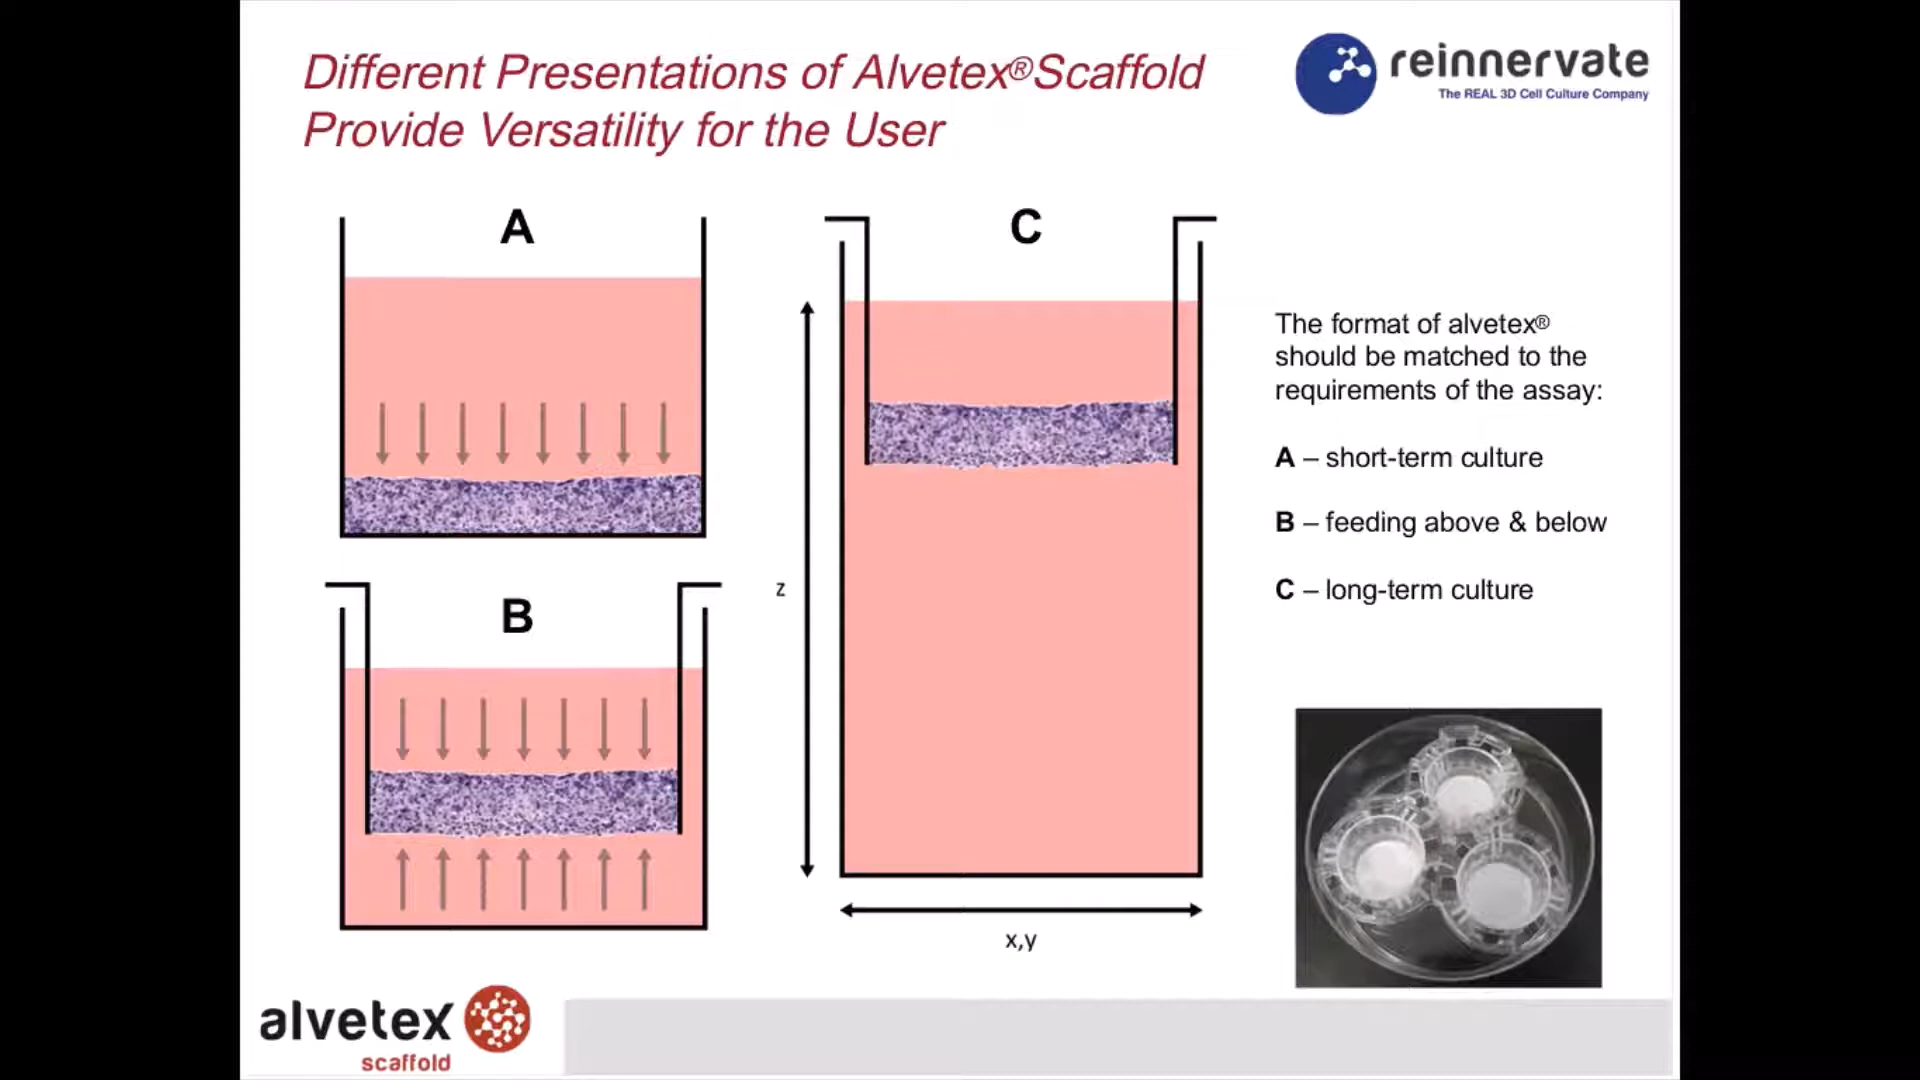 Different Presentations of Alvetex®Scaffold
Provide Versatility for the User
reinnervate
The REAL 3D Cell Culture Company
A
B
C
z
x,y
The format of alvetex®
should be matched to the
requirements of the assay:
A – short-term culture
B – feeding above & below
C – long-term culture
alvetex
scaffold